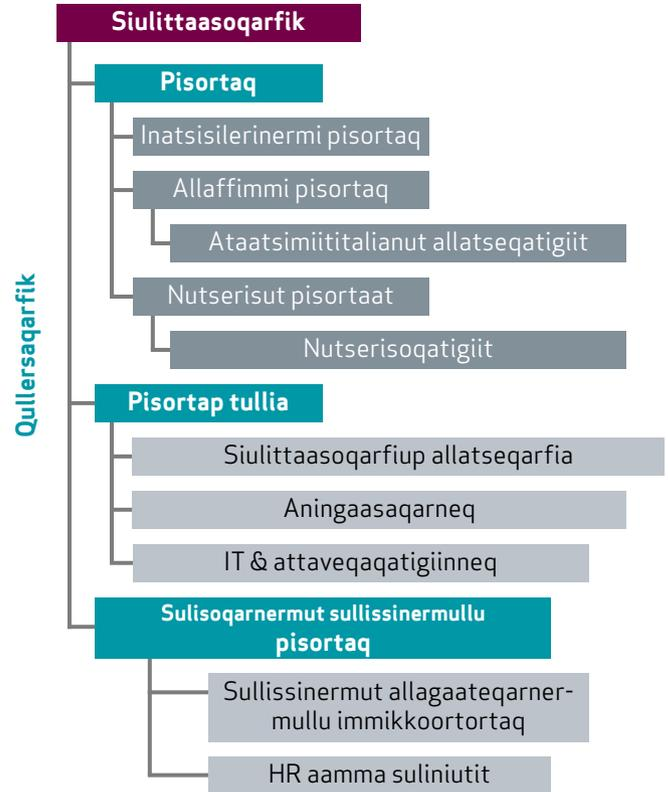 Siulittaasoqarfik
Pisortaq
Inatsisilerinermi pisortaq
Allaffimmi pisortaq
Ataatsimiititalianut allatseqatigiit
Nutserisut pisortaat
Nutserisoqatigiit
Qullersaqarfik
Pisortap tullia
Siulittaasoqarfiup allatseqarfia
Aningaasaqarneq
IT & attaveqaqatigiinneq
Sulisoqarnermut sullissinermullu
pisortaq
Sullissinermut allagaateqarner-
mullu immikkoortortaq
HR aamma suliniutit